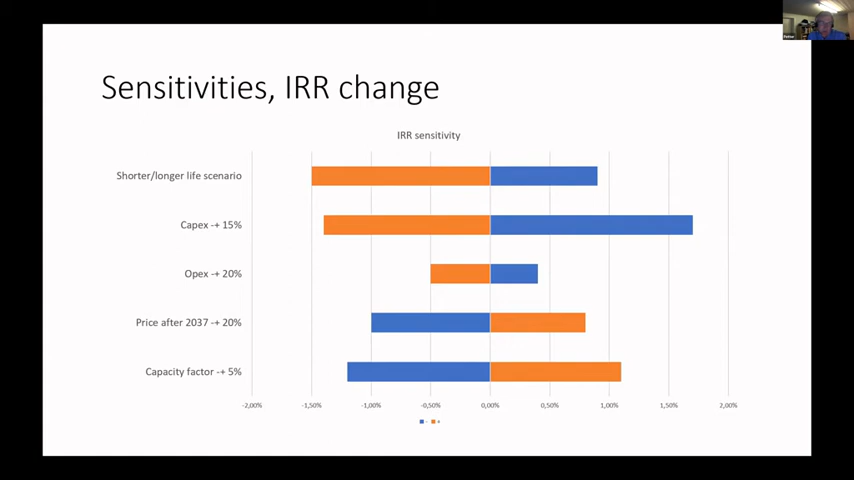 Sensitivities, IRR change
IRR sensitivity
Shorter/longer life scenario
Capex -+ 15%
Opex -+ 20%
Price after 2037 -+ 20%
Capacity factor -+ 5%
-2,00% -1,50% -1,00% -0,50% 0,00% 0,50% 1,00% 1,50% 2,00%